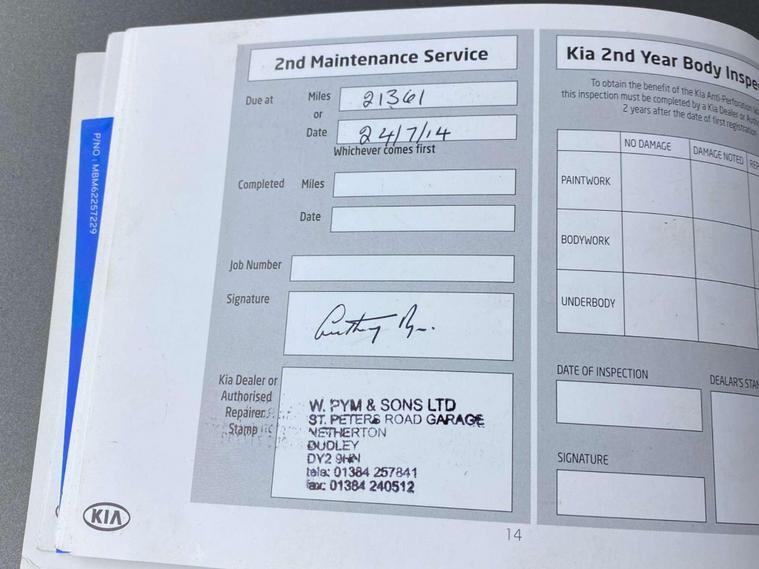 2nd Maintenance Service
Due at Miles 21361
or
Date 24/7/14
Whichever comes first
Completed Miles
Date
Job Number
Signature
Kia Dealer or
Authorised
Repairer
Stamp
W. PYM & SONS LTD
ST. PETERS ROAD GARAGE
NETHERTON
DUDLEY
DY2 9HN
tele: 01384 257841
fax: 01384 240512
KIA
14
P/NO : MBM62257229
Kia 2nd Year Body Inspe
To obtain the benefit of the Kia Anti-Perforation
this inspection must be completed by a Kia Dealer or
2 years after the date of first registration
NO DAMAGE DAMAGE NOTED REP
PAINTWORK
BODYWORK
UNDERBODY
DATE OF INSPECTION
DEALAR'S STAM
SIGNATURE